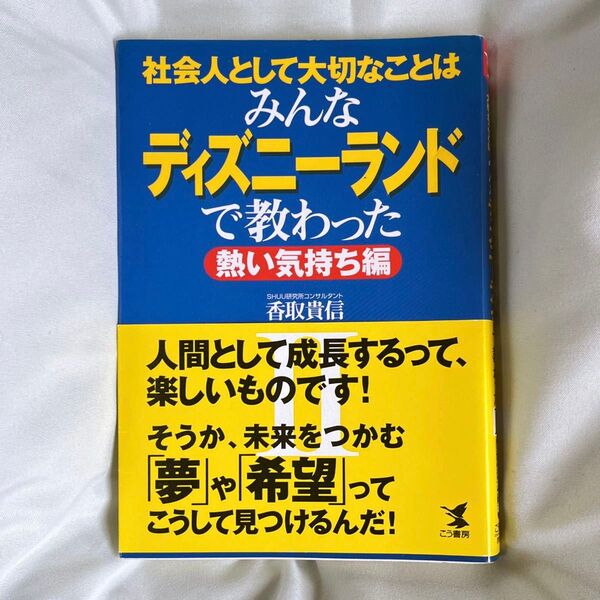 社会人として大切なことは
みんな
ディズニーランド
で教わった
熱い気持ち編
SHUU研究所コンサルタント
香取貴信
II
人間として成長するって、
楽しいものです!
そうか、未来をつかむ
「夢」や「希望」って
こうして見つけるんだ!
こう書房